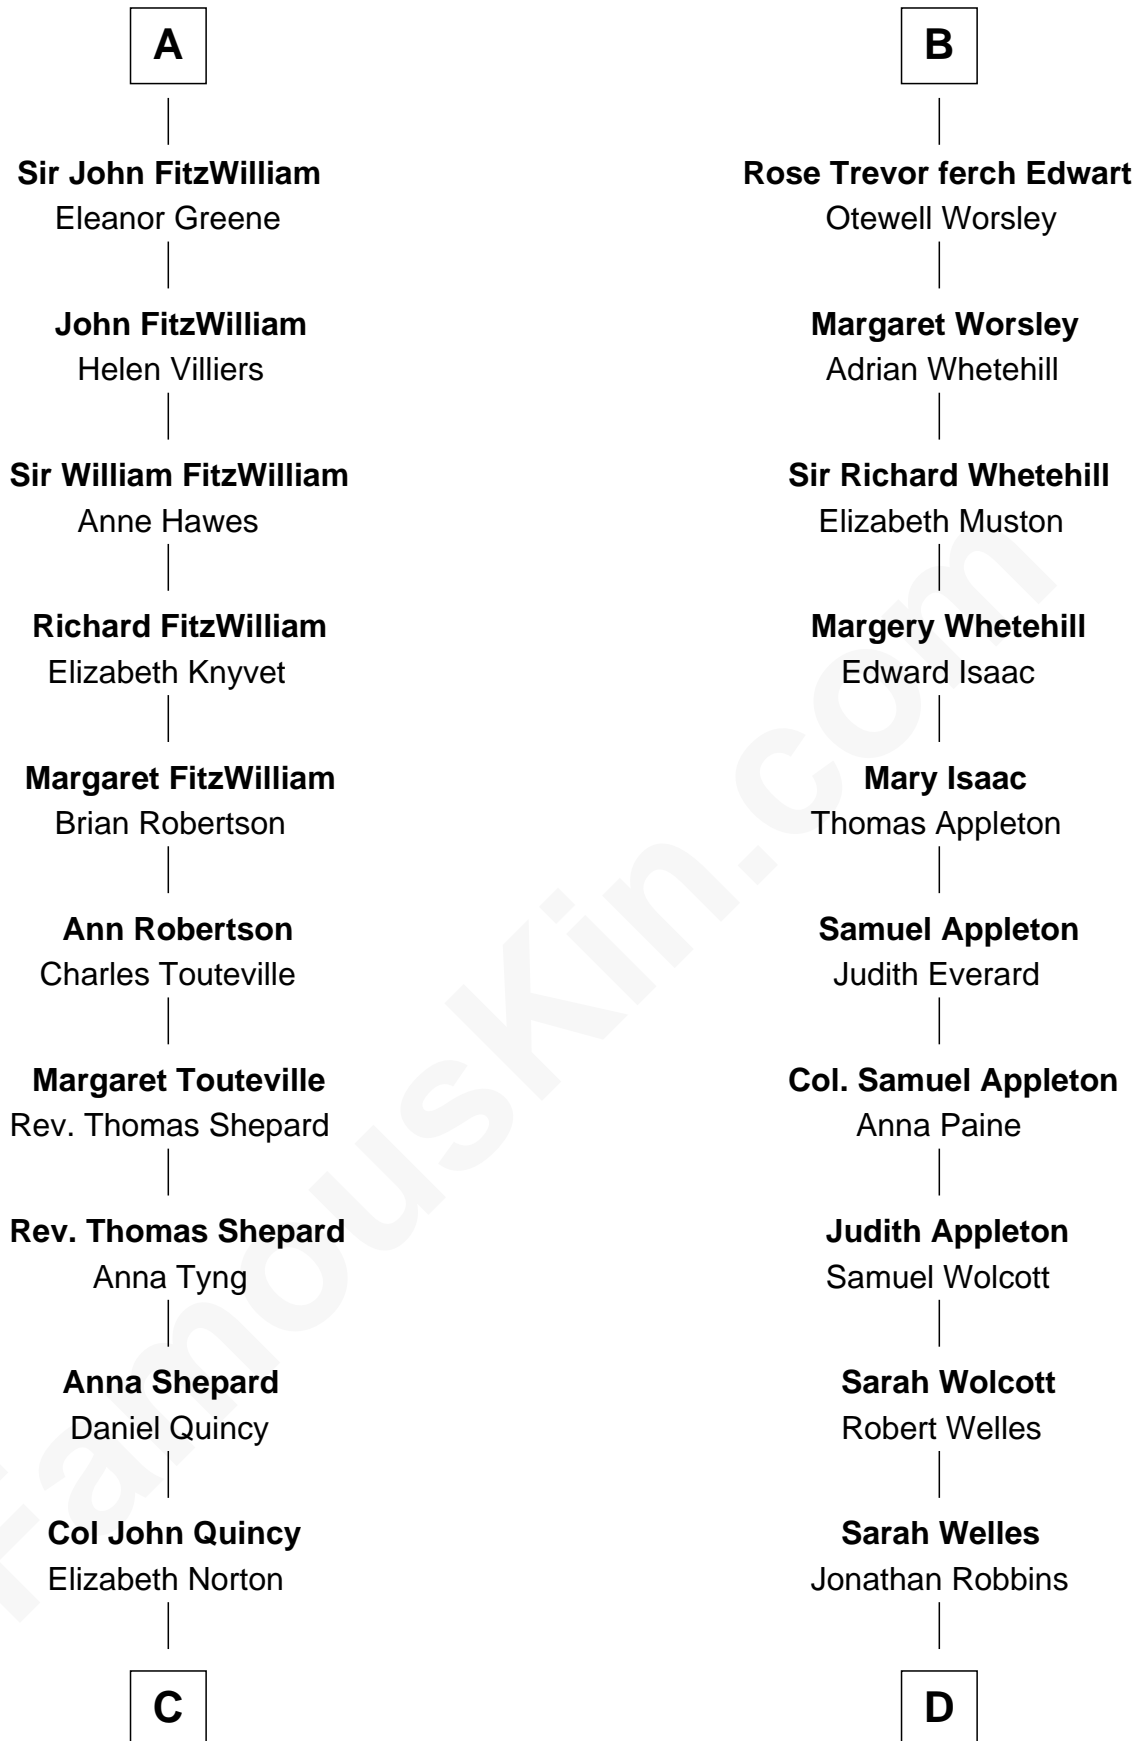 A
Sir John FitzWilliam
Eleanor Greene
John FitzWilliam
Helen Villiers
Sir William FitzWilliam
Anne Hawes
Richard FitzWilliam
Elizabeth Knyvet
Margaret FitzWilliam
Brian Robertson
Ann Robertson
Charles Touteville
Margaret Touteville
Rev. Thomas Shepard
Rev. Thomas Shepard
Anna Tyng
Anna Shepard
Daniel Quincy
Col John Quincy
Elizabeth Norton
C
B
Rose Trevor ferch Edwart
Otewell Worsley
Margaret Worsley
Adrian Whetehill
Sir Richard Whetehill
Elizabeth Muston
Margery Whetehill
Edward Isaac
Mary Isaac
Thomas Appleton
Samuel Appleton
Judith Everard
Col. Samuel Appleton
Anna Paine
Judith Appleton
Samuel Wolcott
Sarah Wolcott
Robert Welles
Sarah Welles
Jonathan Robbins
D
FamousKin.com